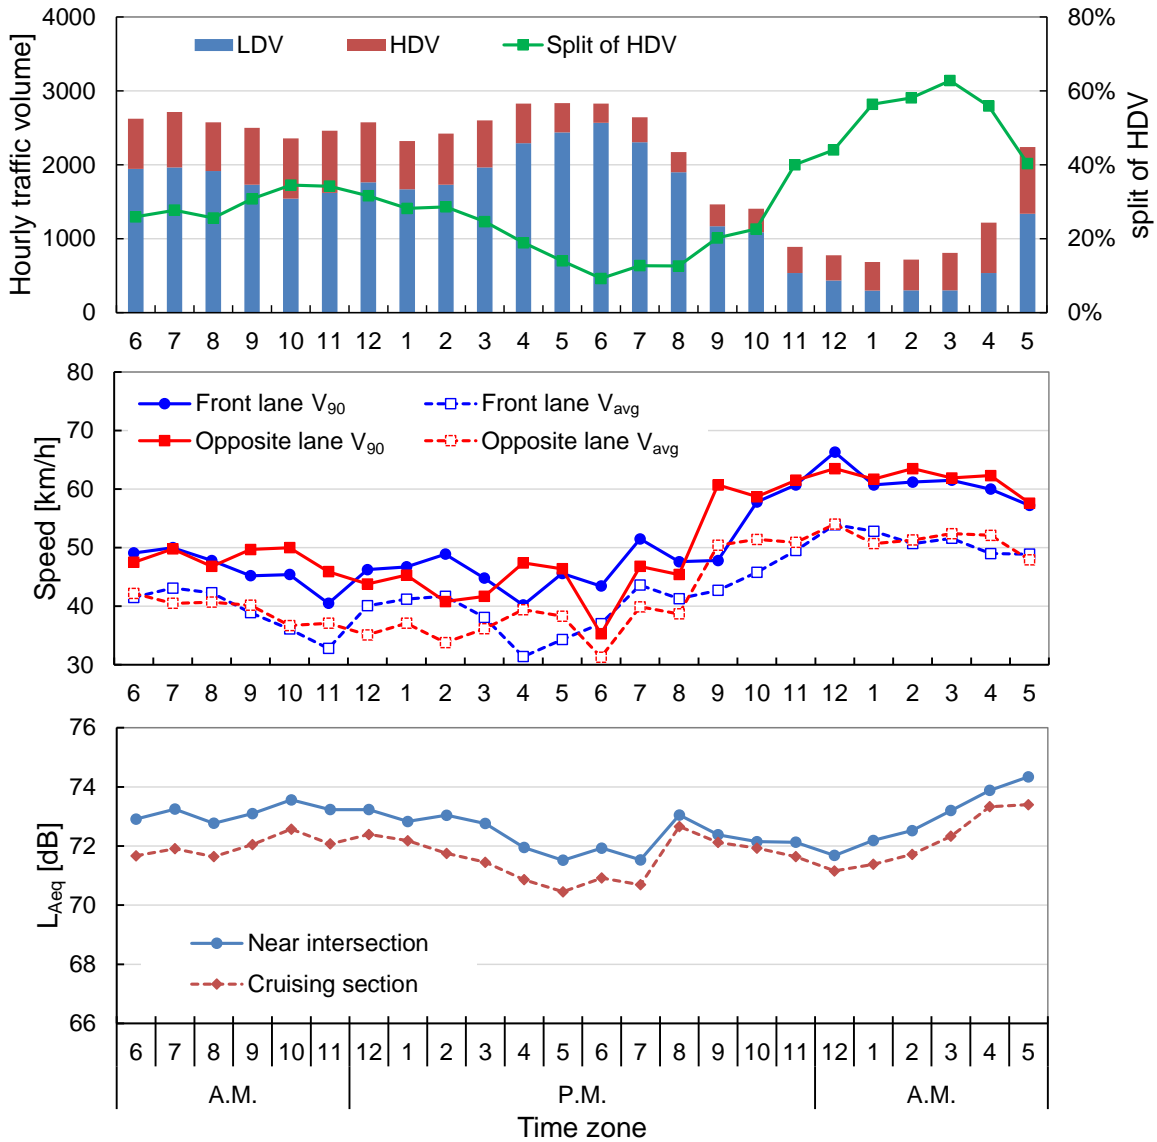 4000
3000
2000
1000
0
Hourly traffic volume]
LDV HDV Split of HDV
80%
60%
40%
20%
0%
split of HDV
6 7 8 9 10 11 12 1 2 3 4 5 6 7 8 9 10 11 12 1 2 3 4 5
80
70
60
50
40
30
Speed [km/h]
Front lane V90 Front lane Vavg
Opposite lane V90 Opposite lane Vavg
6 7 8 9 10 11 12 1 2 3 4 5 6 7 8 9 10 11 12 1 2 3 4 5
76
74
72
70
68
66
LAeq [dB]
Near intersection
Cruising section
6 7 8 9 10 11 12 1 2 3 4 5 6 7 8 9 10 11 12 1 2 3 4 5
A.M. P.M. A.M.
Time zone